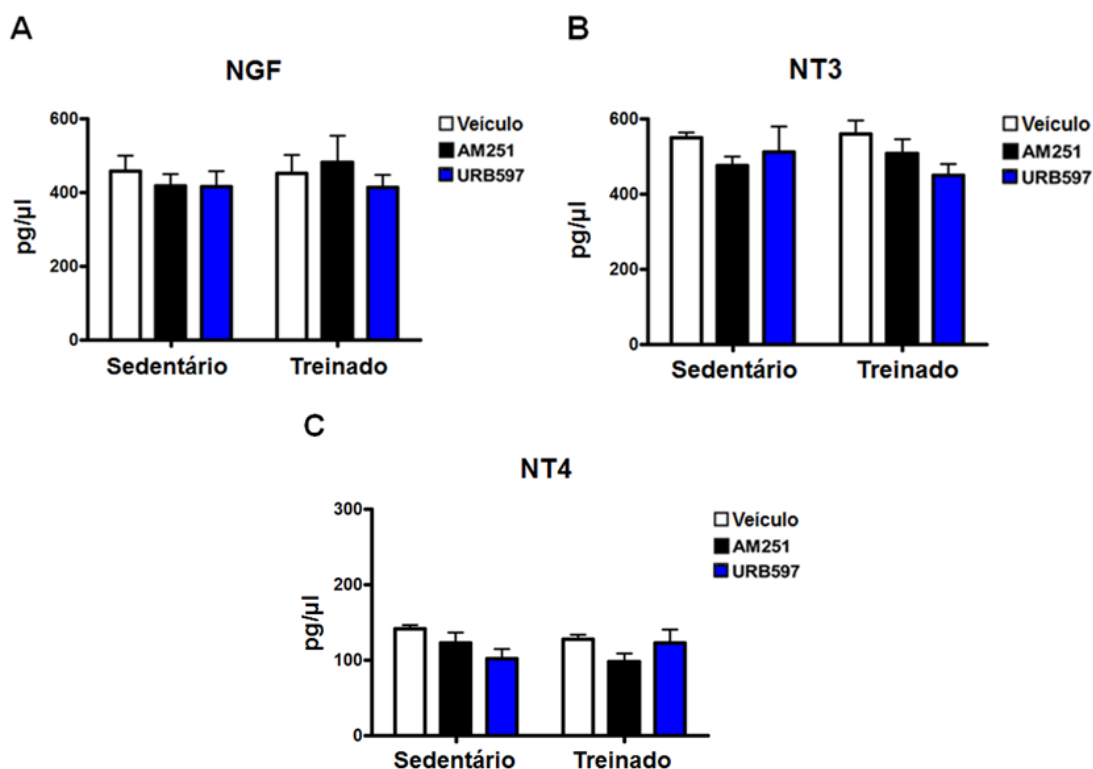 A
NGF
600
400
200
0
pg/µl
Sedentário Treinado
Veículo
AM251
URB597
B
NT3
600
400
200
0
pg/µl
Sedentário Treinado
Veículo
AM251
URB597
C
NT4
300
200
100
0
pg/µl
Sedentário Treinado
Veículo
AM251
URB597